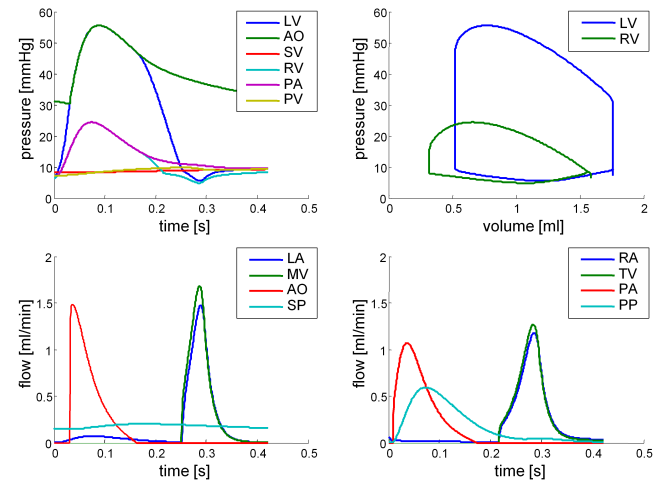 60
50
40
30
20
10
0
pressure [mmHg]
0
0.1
0.2
0.3
0.4
0.5
time [s]
LV
AO
SV
RV
PA
PV
60
50
40
30
20
10
0
pressure [mmHg]
0
0.5
1
1.5
2
volume [ml]
LV
RV
2
1.5
1
0.5
0
flow [ml/min]
0
0.1
0.2
0.3
0.4
0.5
time [s]
LA
MV
AO
SP
2
1.5
1
0.5
0
flow [ml/min]
0
0.1
0.2
0.3
0.4
0.5
time [s]
RA
TV
PA
PP